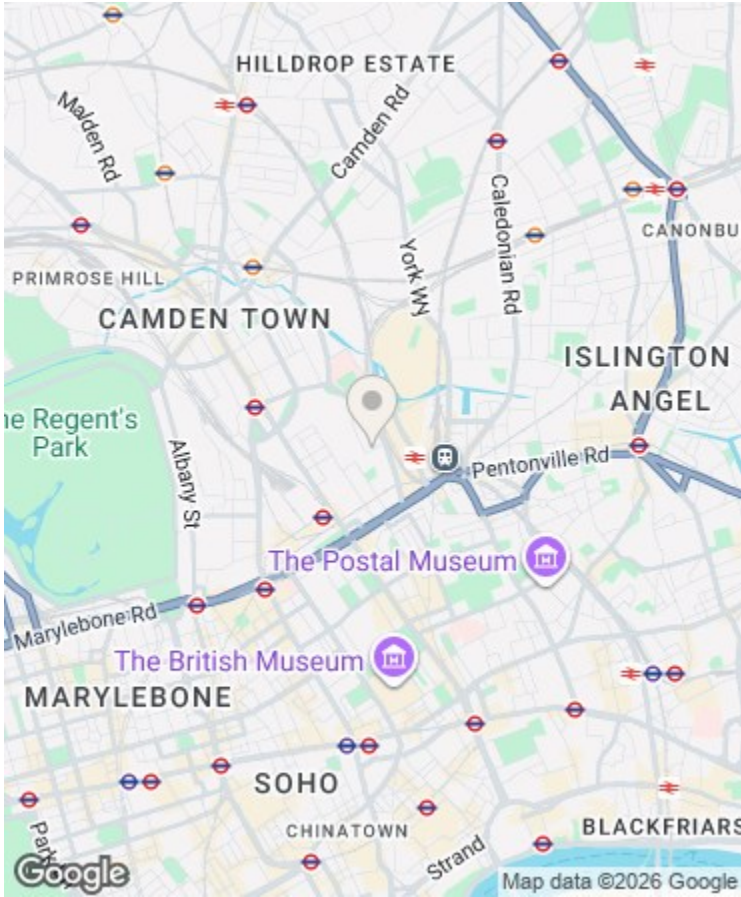 HILLDROP ESTATE
Malden Rd
Camden Rd
Caledonian Rd
CANONBU
York Wy
PRIMROSE HILL
CAMDEN TOWN
ISLINGTON
ANGEL
ne Regent's
Park
Albany St
Pentonville Rd
The Postal Museum
Marylebone Rd
The British Museum
MARYLEBONE
SOHO
CHINATOWN
BLACKFRIARS
Park
Strand
Google
Map data ©2026 Google